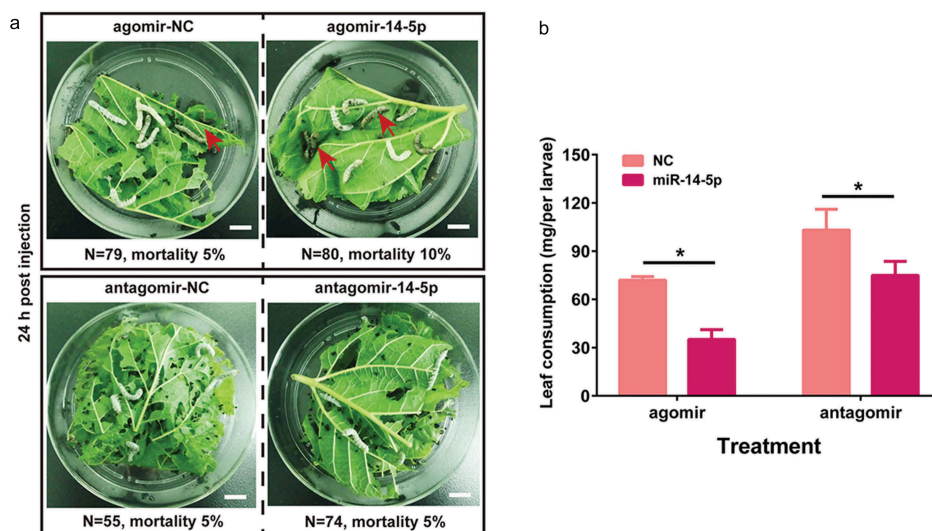 a
agomir-NC
agomir-14-5p
N=79, mortality 5%
N=80, mortality 10%
24 h post injection
antagomir-NC
antagomir-14-5p
N=55, mortality 5%
N=74, mortality 5%
b
NC
miR-14-5p
Leaf consumption (mg/per larvae)
150
120
90
60
30
0
*
*
agomir
antagomir
Treatment